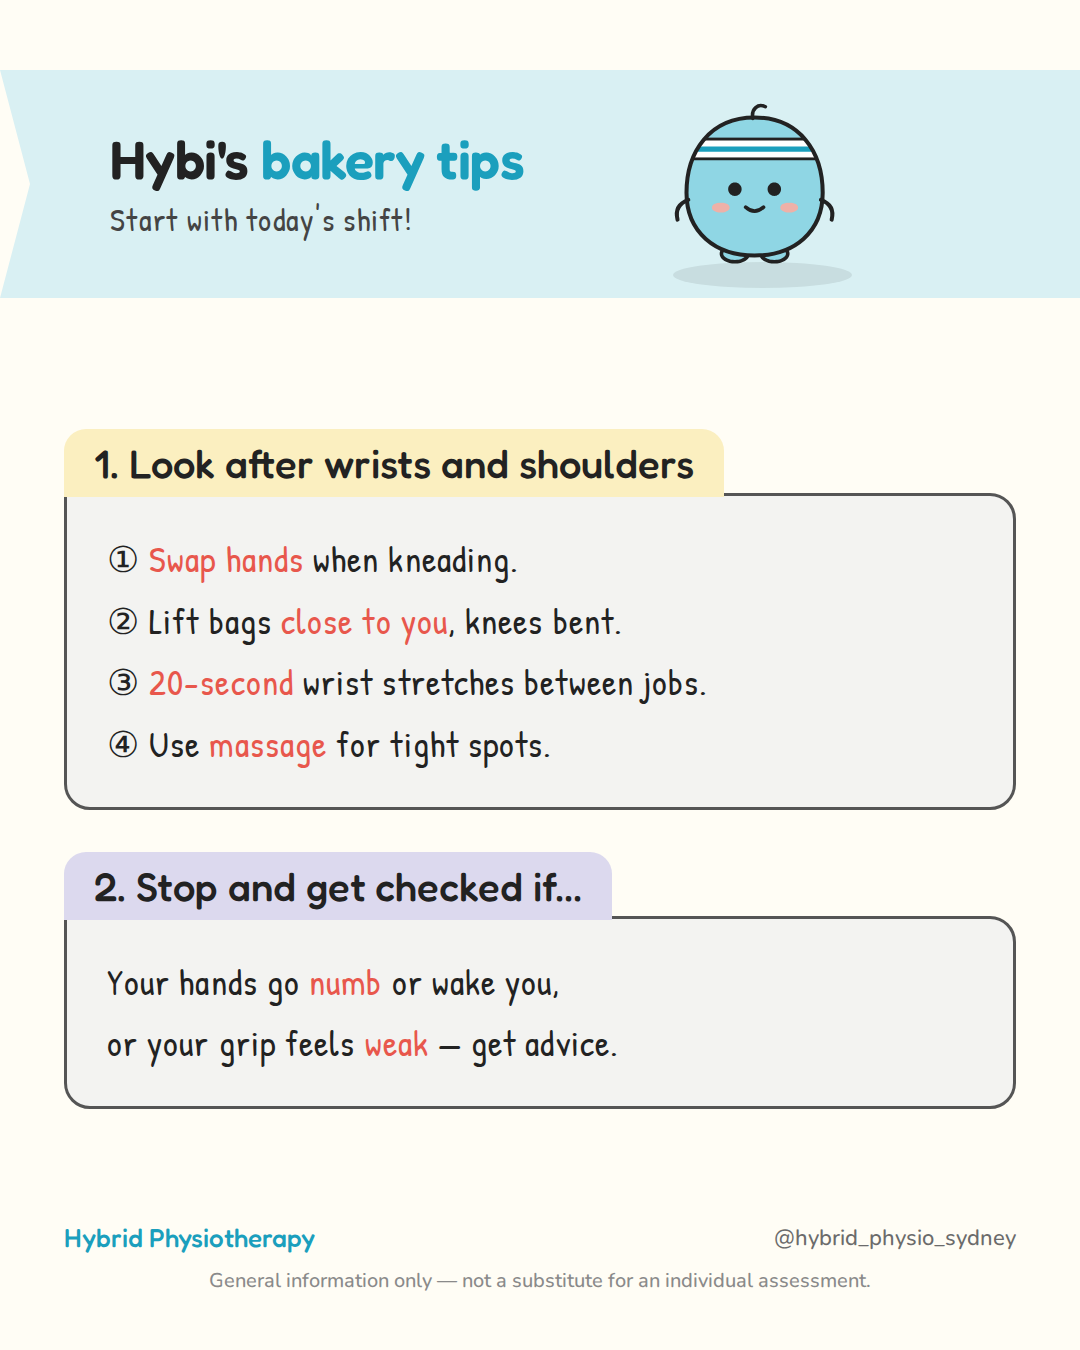 Hybi's bakery tips
Start with today's shift!
1. Look after wrists and shoulders
① Swap hands when kneading.
② Lift bags close to you, knees bent.
③ 20-second wrist stretches between jobs.
④ Use massage for tight spots.
2. Stop and get checked if...
Your hands go numb or wake you,
or your grip feels weak — get advice.
Hybrid Physiotherapy
@hybrid_physio_sydney
General information only — not a substitute for an individual assessment.